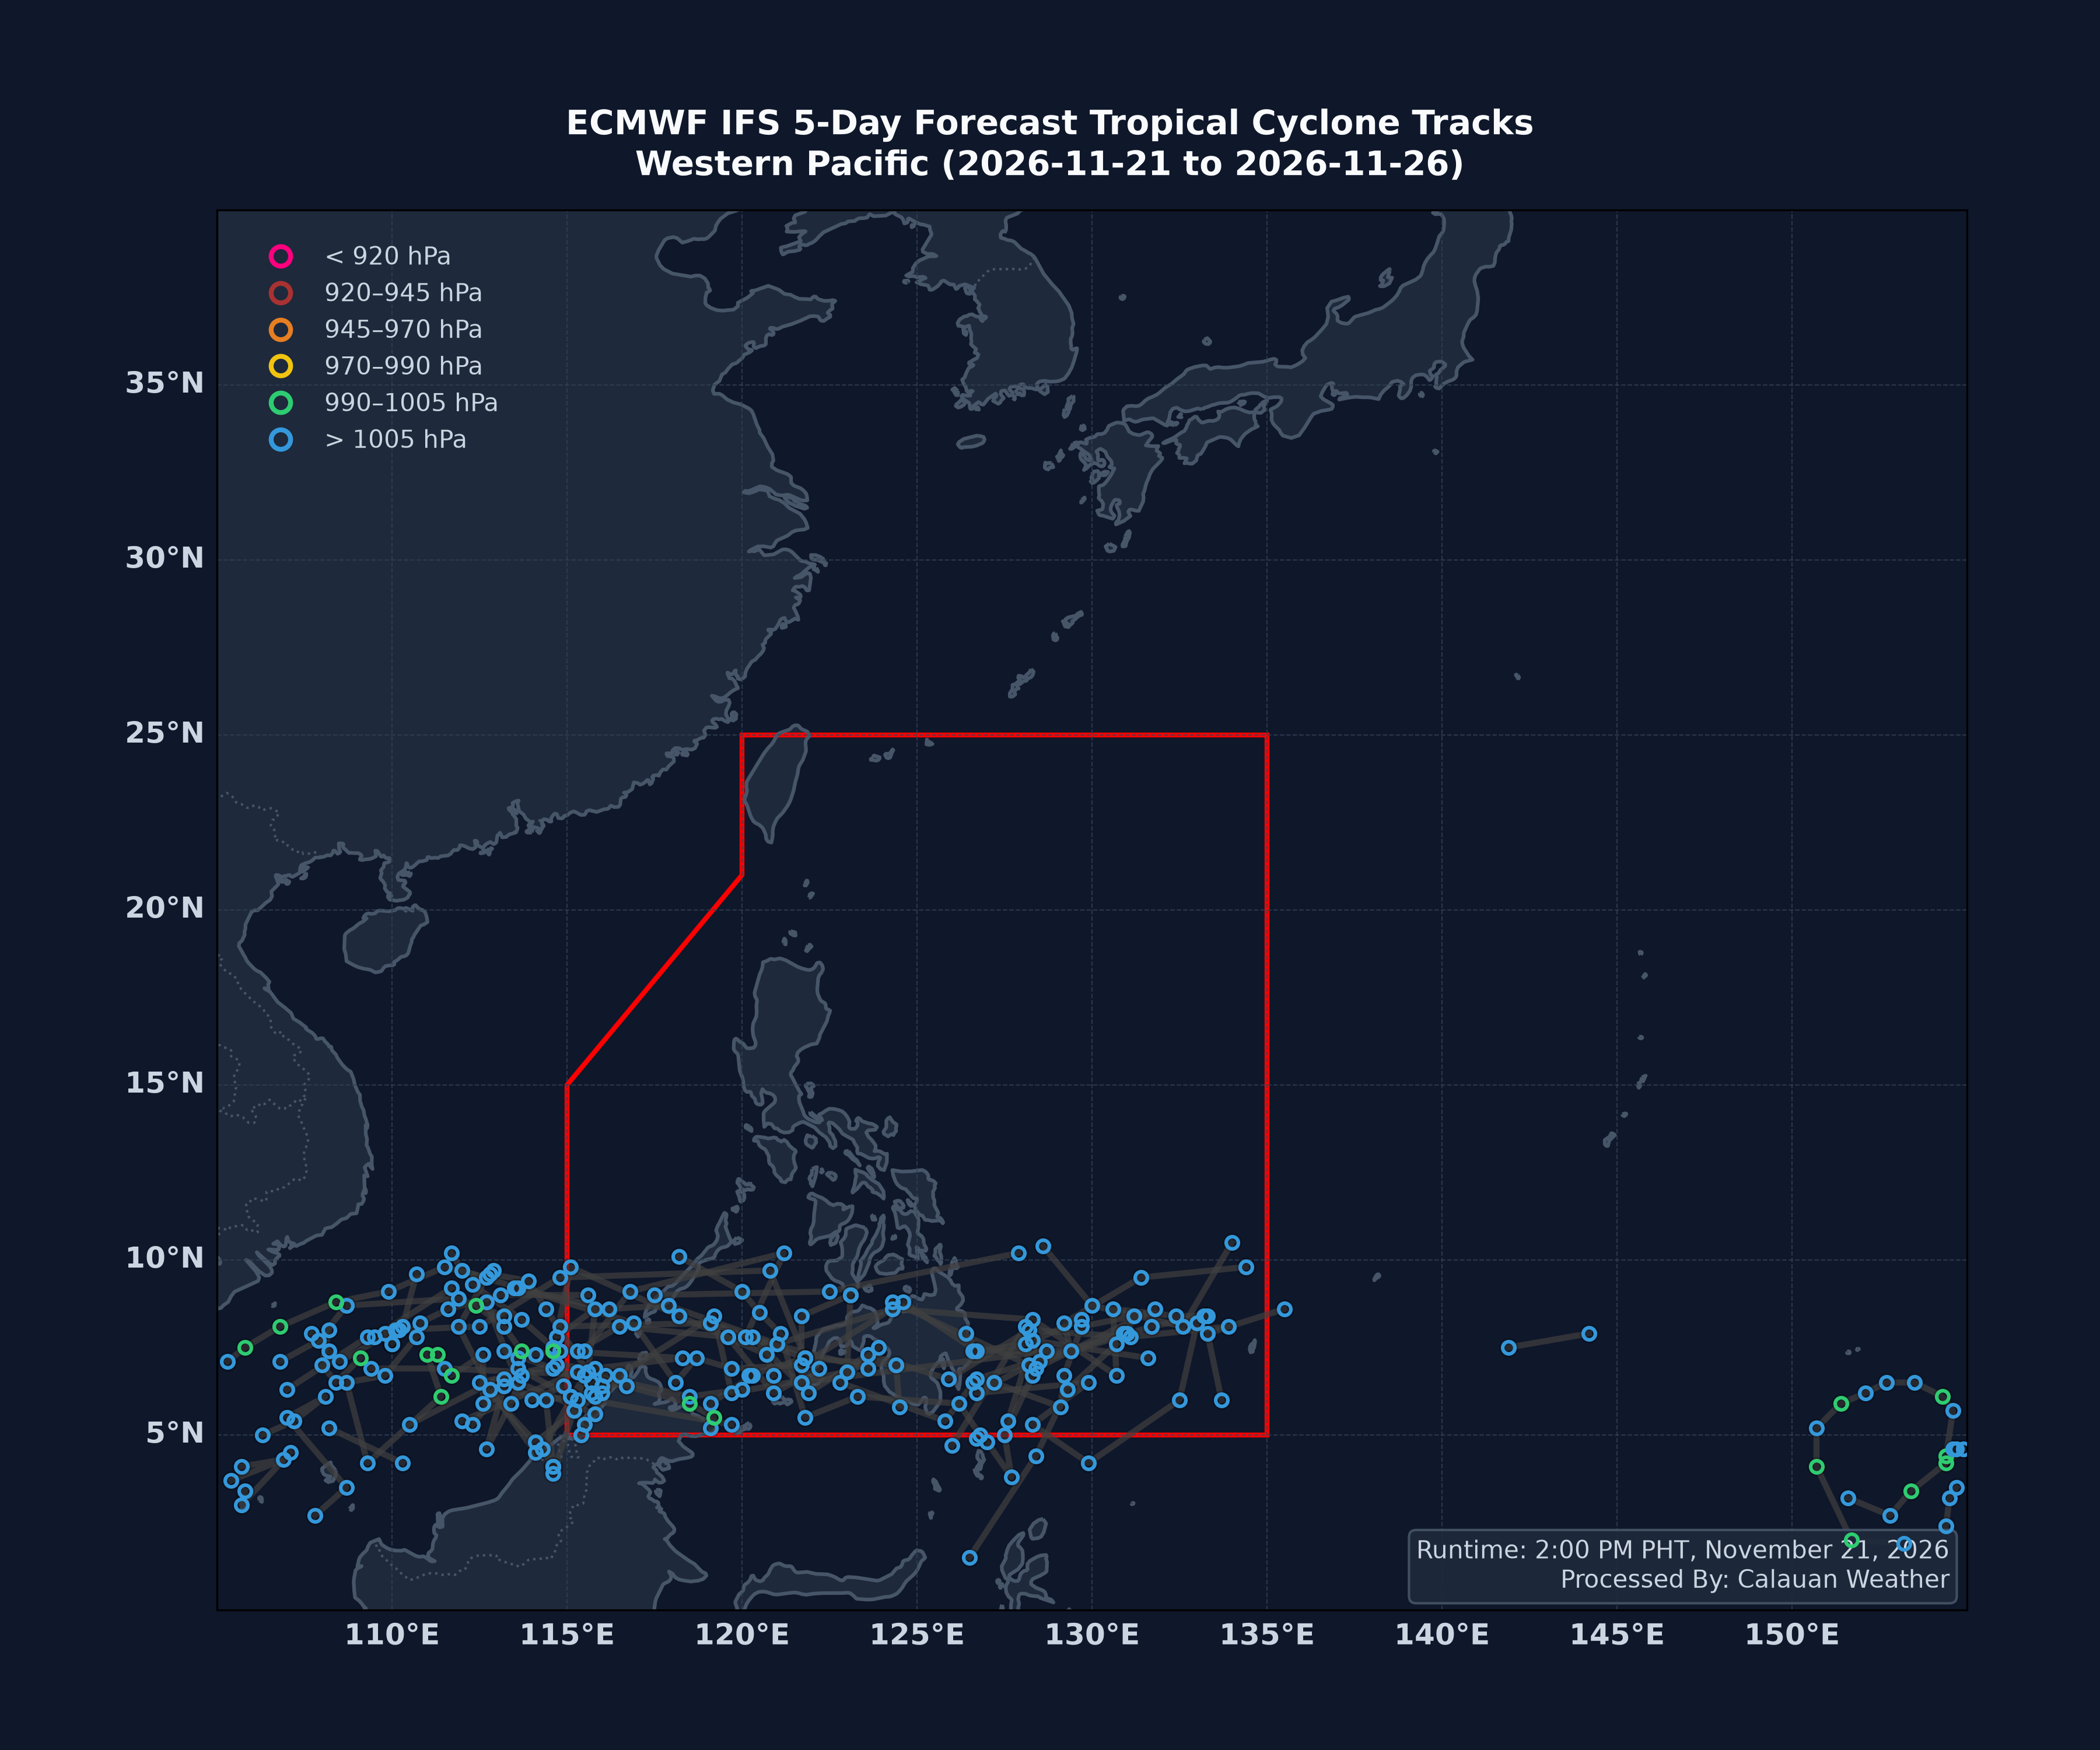 ECMWF IFS 5-Day Forecast Tropical Cyclone Tracks
Western Pacific (2026-11-21 to 2026-11-26)
< 920 hPa
920–945 hPa
945–970 hPa
970–990 hPa
990–1005 hPa
> 1005 hPa
35°N
30°N
25°N
20°N
15°N
10°N
5°N
Runtime: 2:00 PM PHT, November 21, 2026
Processed By: Calauan Weather
110°E 115°E 120°E 125°E 130°E 135°E 140°E 145°E 150°E